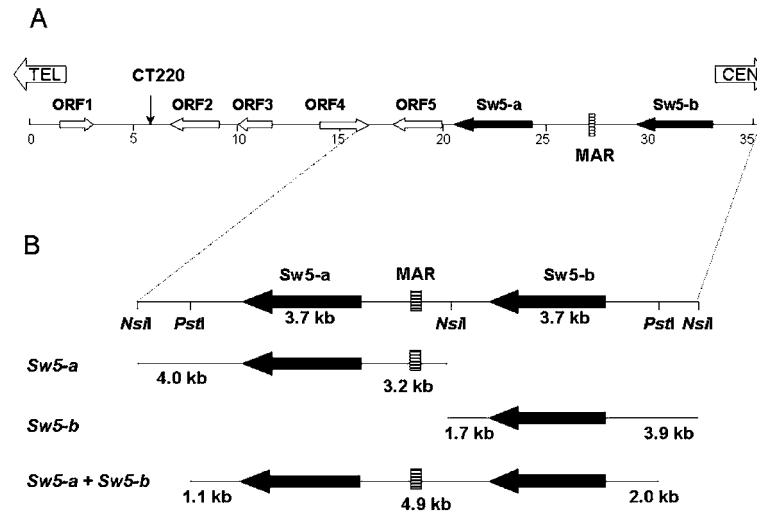 A
TEL
CT220
CEN
ORF1 ORF2 ORF3 ORF4 ORF5 Sw5-a Sw5-b
0 5 10 15 20 25 35
MAR
B
Sw5-a MAR Sw5-b
3.7 kb 3.7 kb
NsiI PstI NsiI PstI NsiI
Sw5-a
4.0 kb 3.2 kb
Sw5-b
1.7 kb 3.9 kb
Sw5-a + Sw5-b
1.1 kb 4.9 kb 2.0 kb